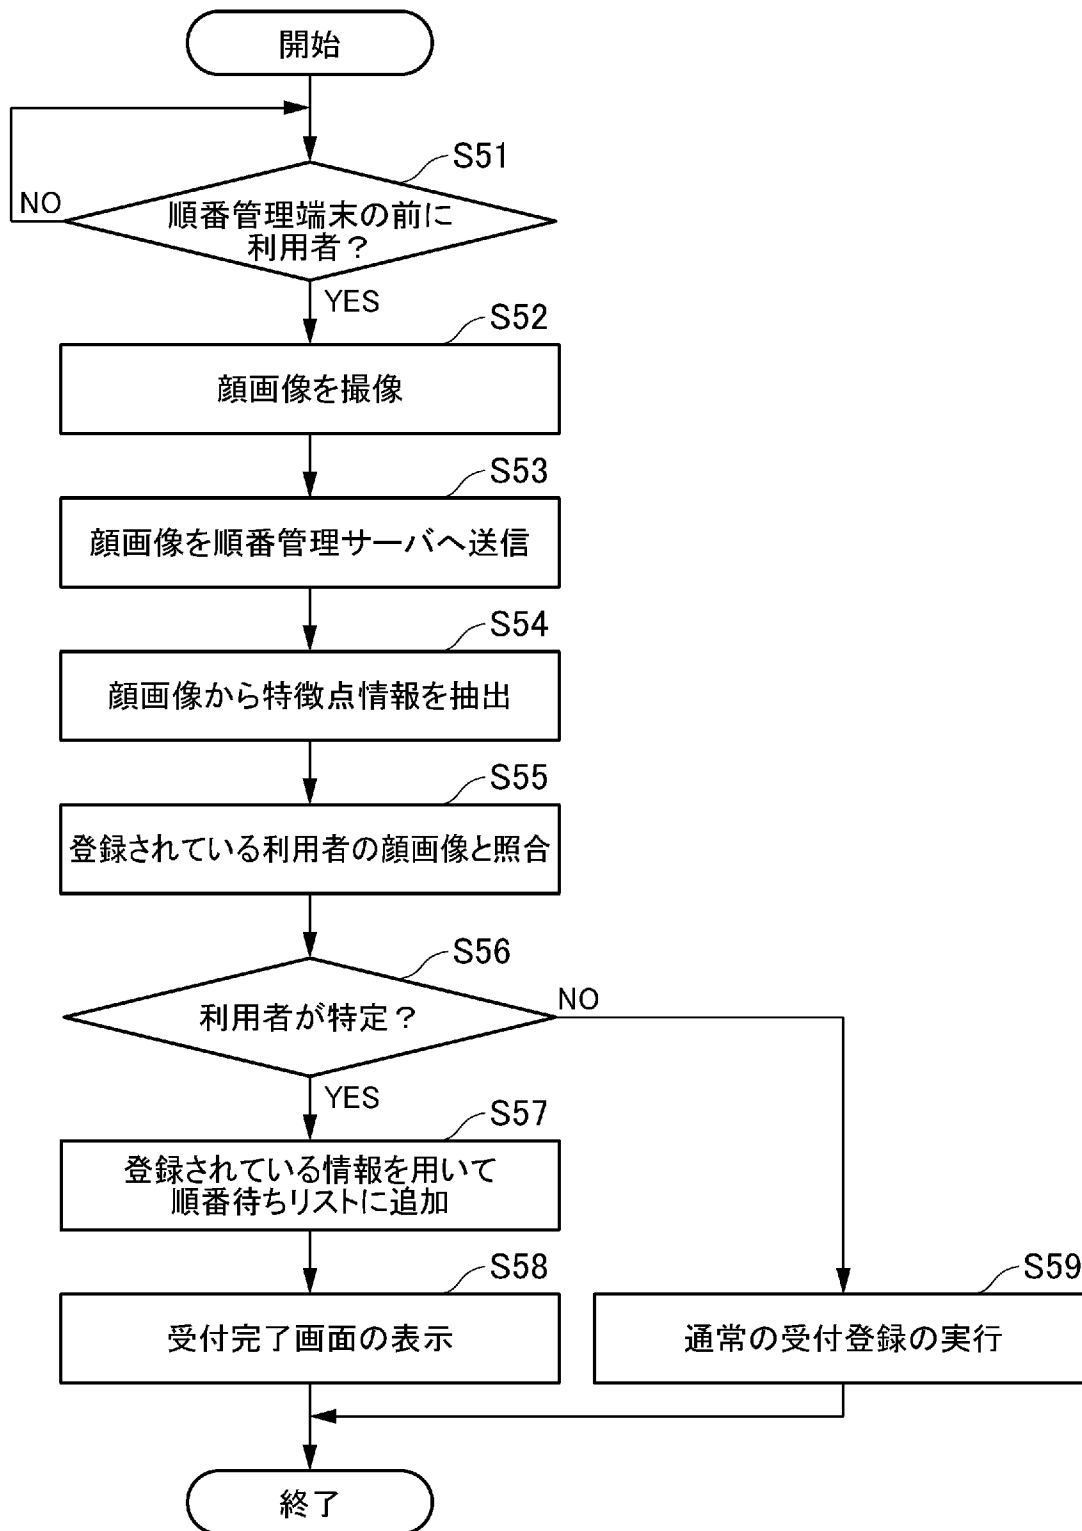 開始
S51
NO
順番管理端末の前に
利用者？
YES
S52
顔画像を撮像
S53
顔画像を順番管理サーバへ送信
S54
顔画像から特徴点情報を抽出
S55
登録されている利用者の顔画像と照合
S56
利用者が特定？
NO
YES
S57
登録されている情報を用いて
順番待ちリストに追加
S58
受付完了画面の表示
S59
通常の受付登録の実行
終了